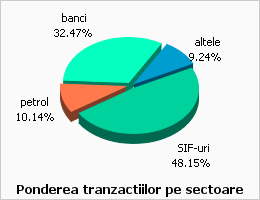 banci
32.47%
altele
9.24%
petrol
10.14%
SIF-uri
48.15%
Ponderea tranzactiilor pe sectoare